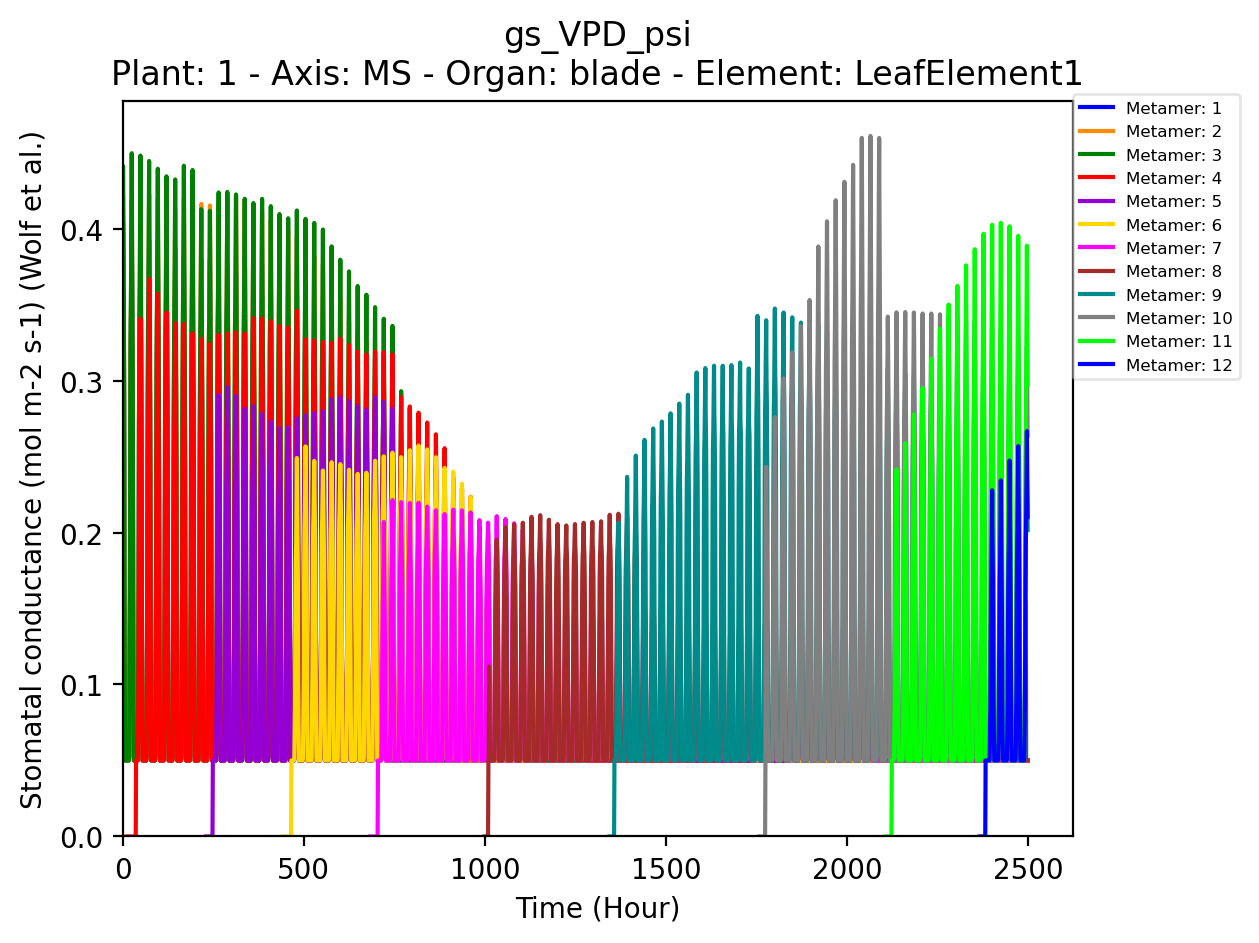 gs_VPD_psi
Plant: 1 - Axis: MS - Organ: blade - Element: LeafElement1
Stomatal conductance (mol m-2 s-1) (Wolf et al.)
0.4
0.3
0.2
0.1
0.0
0
500
1000
1500
2000
2500
Time (Hour)
Metamer: 1
Metamer: 2
Metamer: 3
Metamer: 4
Metamer: 5
Metamer: 6
Metamer: 7
Metamer: 8
Metamer: 9
Metamer: 10
Metamer: 11
Metamer: 12